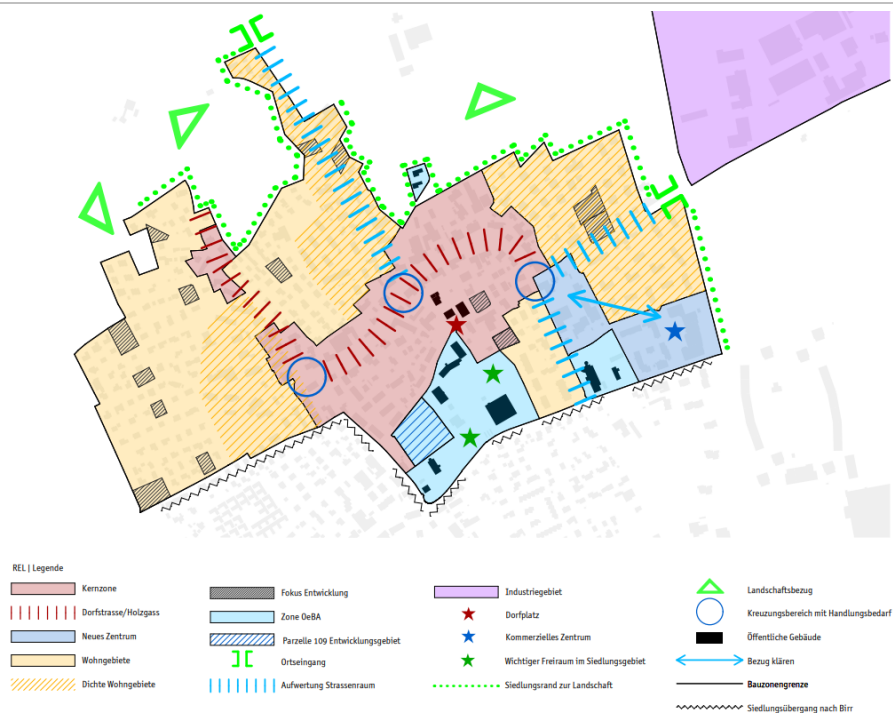 REL | Legende
Kernzone
Dorfstrasse/Holzgass
Neues Zentrum
Wohngebiete
Dichte Wohngebiete
Fokus Entwicklung
Zone OeBA
Parzelle 109 Entwicklungsgebiet
Ortseingang
Aufwertung Strassenraum
Industriegebiet
Dorfplatz
Kommerzielles Zentrum
Wichtiger Freiraum im Siedlungsgebiet
Siedlungsrand zur Landschaft
Landschaftsbezug
Kreuzungsbereich mit Handlungsbedarf
Öffentliche Gebäude
Bezug klären
Bauzonengrenze
Siedlungsübergang nach Birr